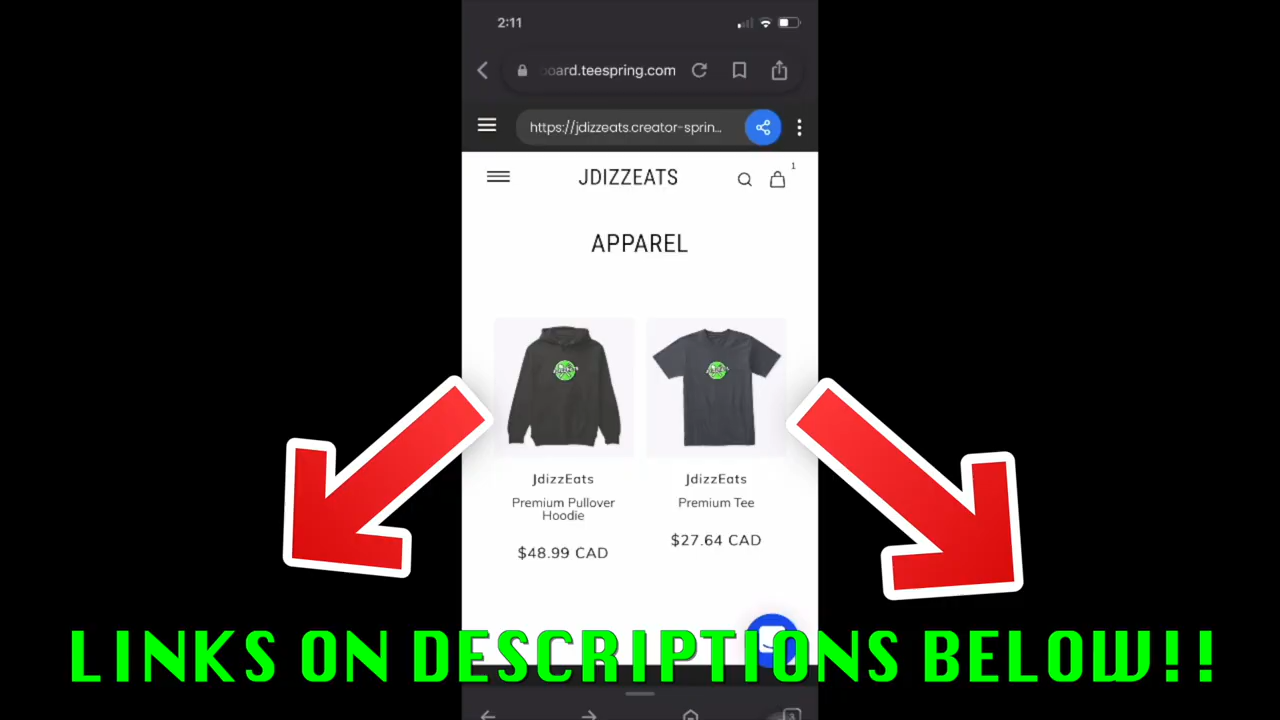 2:11
oard.teespring.com
https://jdizzeats.creator-sprin...
JDIZZEATS
1
APPAREL
JdizzEats
Premium Pullover
Hoodie
$48.99 CAD
JdizzEats
Premium Tee
$27.64 CAD
LINKS ON DESCRIPTIONS BELOW!!